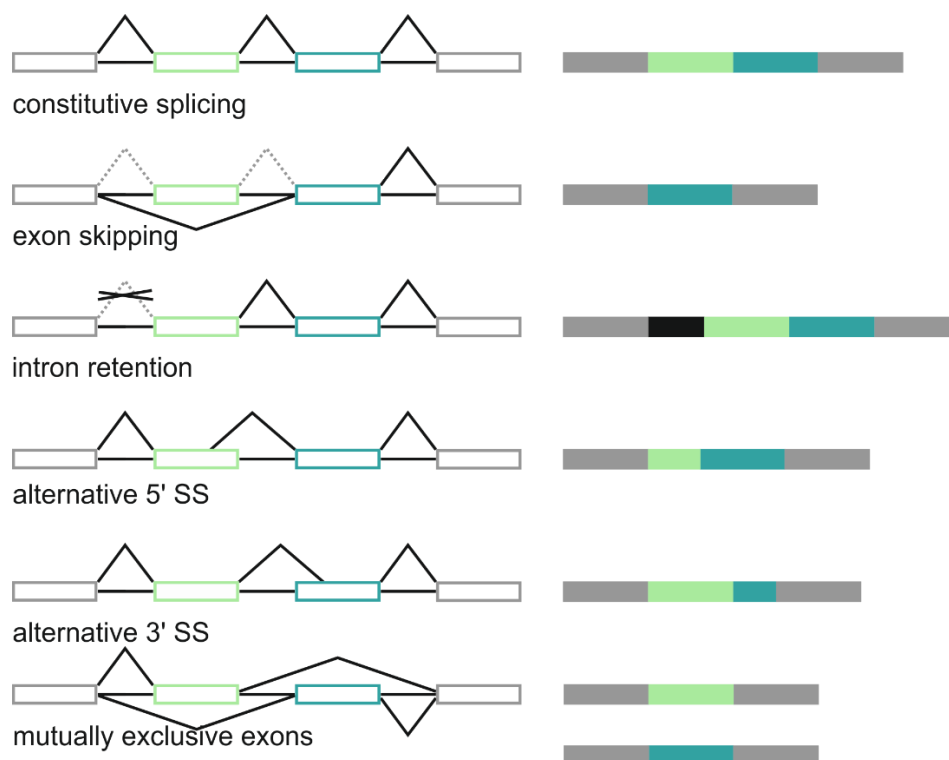 constitutive splicing
exon skipping
intron retention
alternative 5' SS
alternative 3' SS
mutually exclusive exons